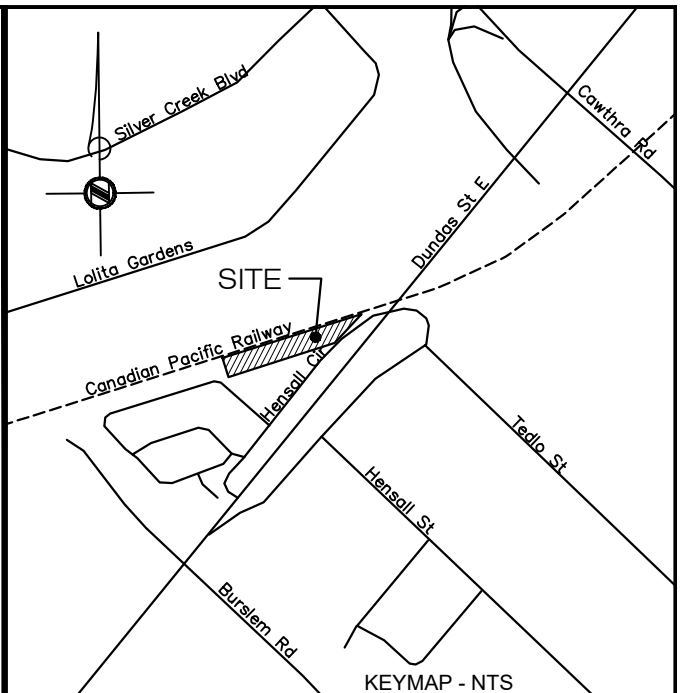 Silver Creek Blvd
Cawthra Rd
Dundas St E
Lolita Gardens
SITE
Canadian Pacific Railway
Hensall Cir
Tedlo St
Hensall St
Burslem Rd
KEYMAP - NTS